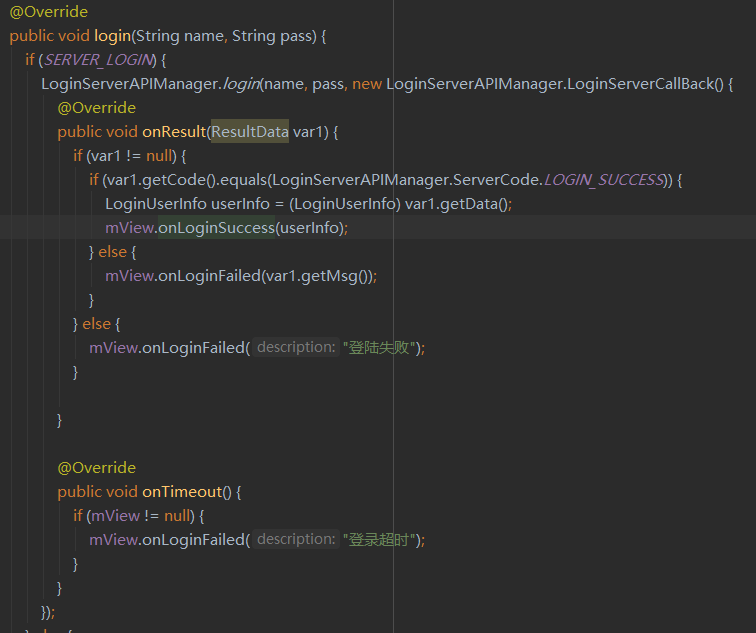 @Override
public void login(String name, String pass) {
if (SERVER_LOGIN) {
LoginServerAPIManager.login(name, pass, new LoginServerAPIManager.LoginServerCallBack() {
@Override
public void onResult(ResultData var1) {
if (var1 != null) {
if (var1.getCode().equals(LoginServerAPIManager.ServerCode.LOGIN_SUCCESS)) {
LoginUserInfo userInfo = (LoginUserInfo) var1.getData();
mView.onLoginSuccess(userInfo);
} else {
mView.onLoginFailed(var1.getMsg());
}
} else {
mView.onLoginFailed( description: "登陆失败");
}
}
@Override
public void onTimeout() {
if (mView != null) {
mView.onLoginFailed( description: "登录超时");
}
}
});